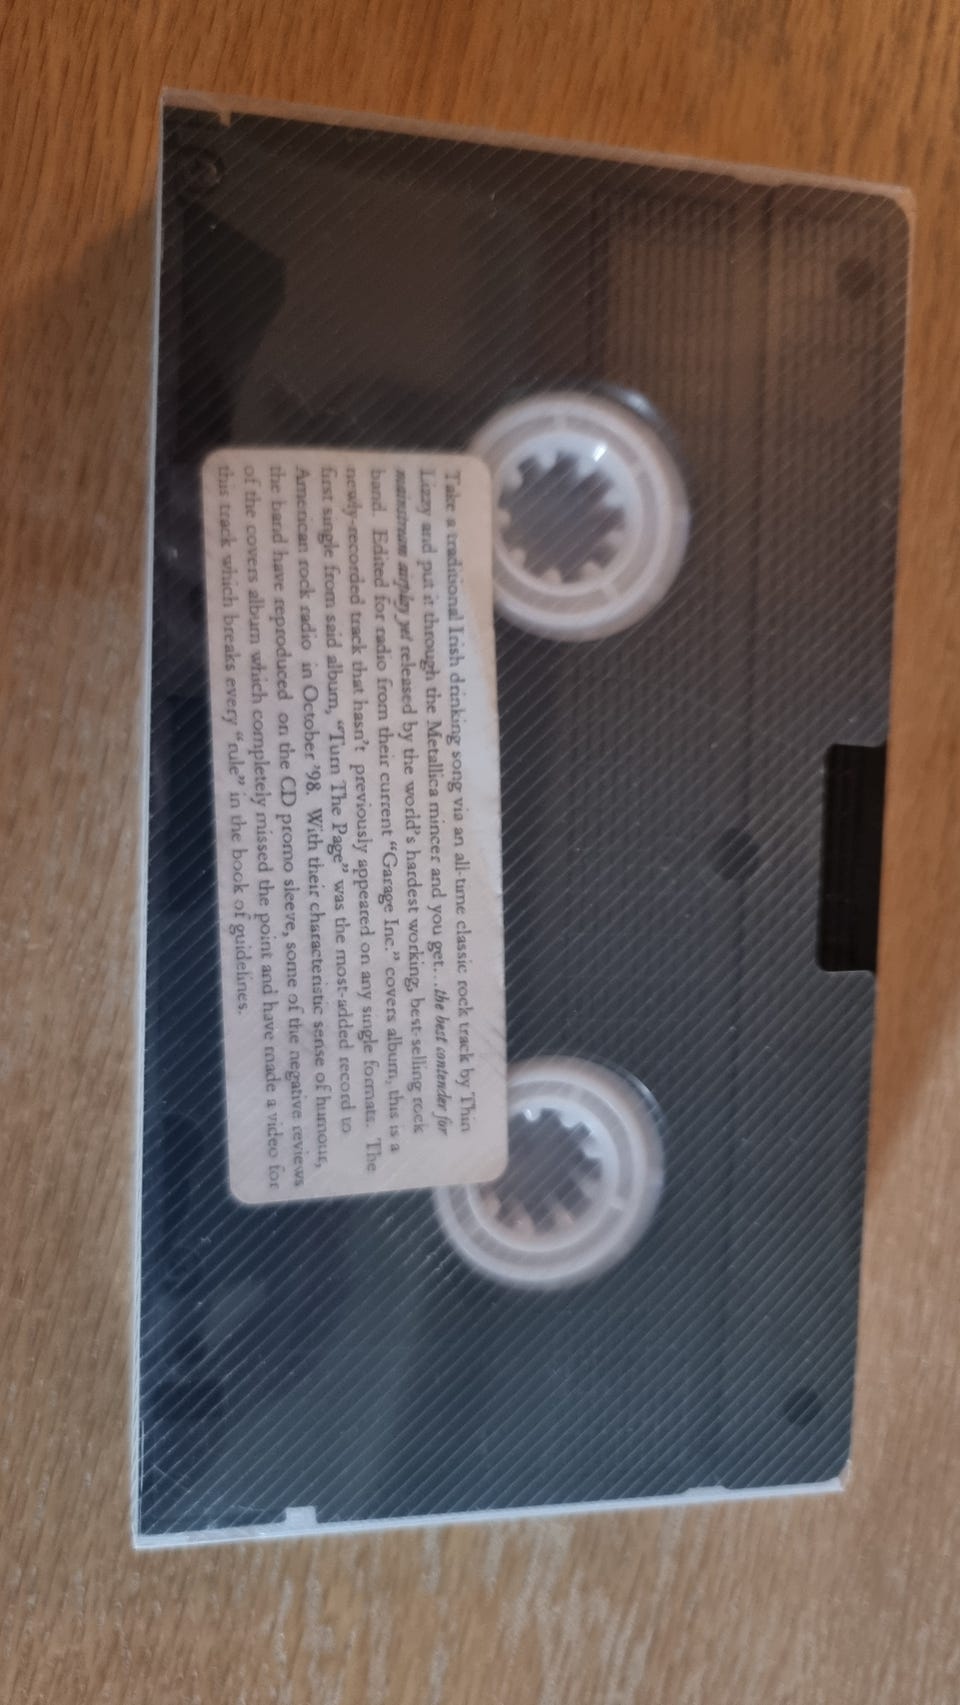 Take a traditional Irish drinking song via an all-time classic rock track by Thin
Lizzy and put it through the Metallica mincer and you get...the best contender for
mainstream airplay yet released by the world's hardest working, best-selling rock
band. Edited for radio from their current "Garage Inc." covers album, this is a
newly-recorded track that hasn't previously appeared on any single formats. The
first single from said album, "Turn The Page" was the most-added record to
American rock radio in October '98. With their characteristic sense of humour,
the band have reproduced on the CD promo sleeve, some of the negative reviews
of the covers album which completely missed the point and have made a video for
this track which breaks every "rule" in the book of guidelines.